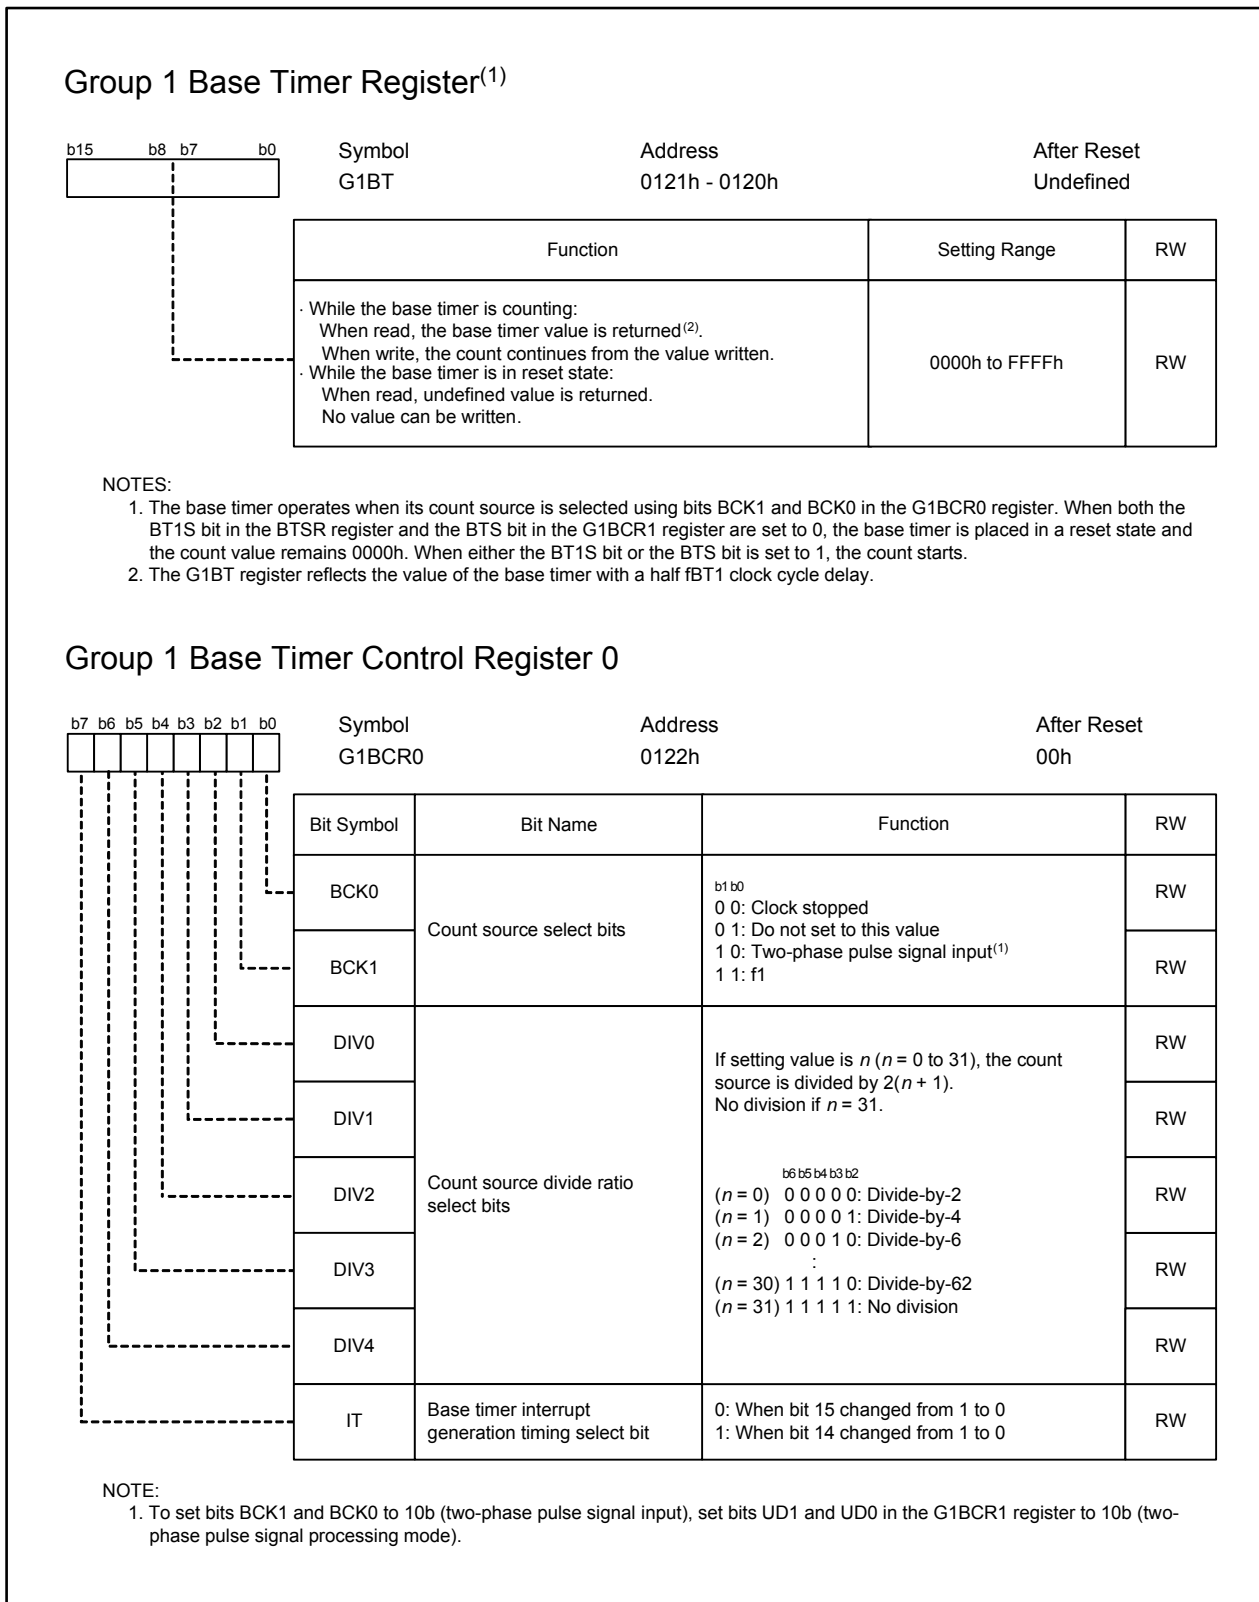 Group 1 Base Timer Register(1)
b15 b8 b7 b0
Symbol Address After Reset
G1BT 0121h - 0120h Undefined
Function Setting Range RW
· While the base timer is counting:
When read, the base timer value is returned(2).
When write, the count continues from the value written.
· While the base timer is in reset state:
When read, undefined value is returned.
No value can be written.
0000h to FFFFh RW
NOTES:
1. The base timer operates when its count source is selected using bits BCK1 and BCK0 in the G1BCR0 register. When both the
BT1S bit in the BTSR register and the BTS bit in the G1BCR1 register are set to 0, the base timer is placed in a reset state and
the count value remains 0000h. When either the BT1S bit or the BTS bit is set to 1, the count starts.
2. The G1BT register reflects the value of the base timer with a half fBT1 clock cycle delay.
Group 1 Base Timer Control Register 0
b7 b6 b5 b4 b3 b2 b1 b0
Symbol Address After Reset
G1BCR0 0122h 00h
Bit Symbol Bit Name Function RW
BCK0 RW
BCK1 RW
Count source select bits
b1 b0
0 0: Clock stopped
0 1: Do not set to this value
1 0: Two-phase pulse signal input(1)
1 1: f1
DIV0 RW
DIV1 RW
DIV2 RW
DIV3 RW
DIV4 RW
Count source divide ratio
select bits
If setting value is n (n = 0 to 31), the count
source is divided by 2(n + 1).
No division if n = 31.
b6 b5 b4 b3 b2
(n = 0) 0 0 0 0 0: Divide-by-2
(n = 1) 0 0 0 0 1: Divide-by-4
(n = 2) 0 0 0 1 0: Divide-by-6
:
(n = 30) 1 1 1 1 0: Divide-by-62
(n = 31) 1 1 1 1 1: No division
IT RW
Base timer interrupt
generation timing select bit
0: When bit 15 changed from 1 to 0
1: When bit 14 changed from 1 to 0
NOTE:
1. To set bits BCK1 and BCK0 to 10b (two-phase pulse signal input), set bits UD1 and UD0 in the G1BCR1 register to 10b (two-
phase pulse signal processing mode).